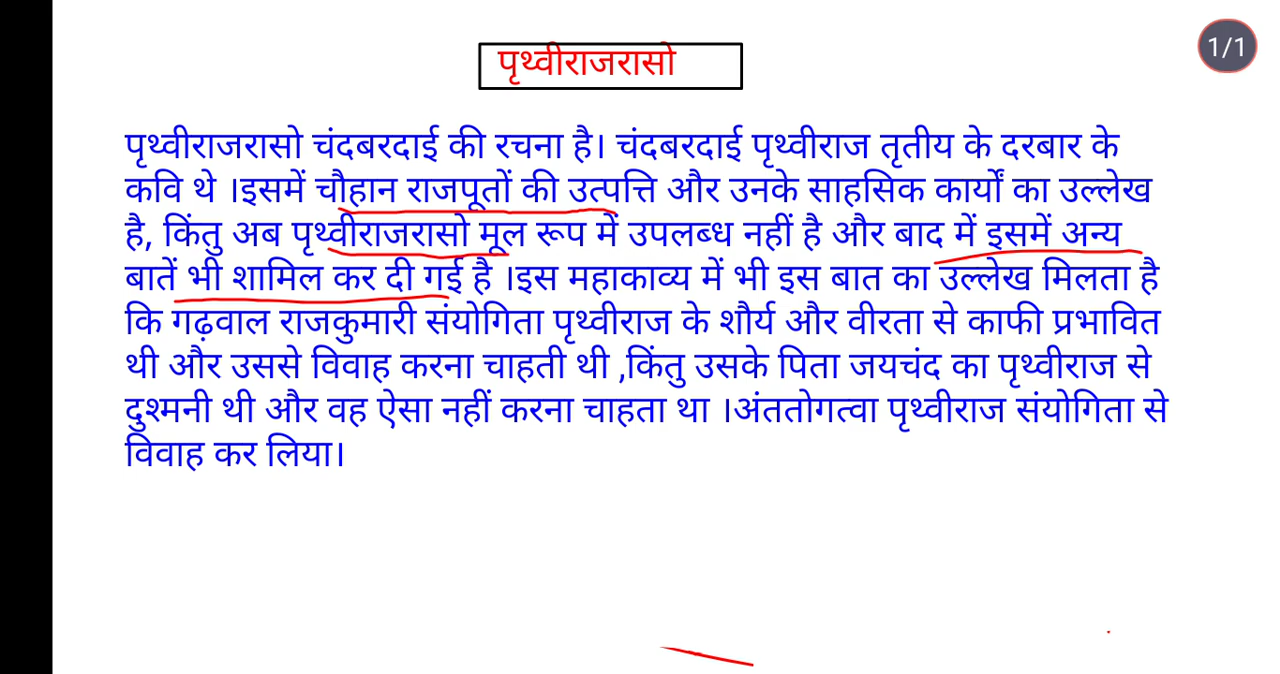 पृथ्वीराजरासो
1/1
पृथ्वीराजरासो चंदबरदाई की रचना है। चंदबरदाई पृथ्वीराज तृतीय के दरबार के
कवि थे ।इसमें चौहान राजपूतों की उत्पत्ति और उनके साहसिक कार्यों का उल्लेख
है, किंतु अब पृथ्वीराजरासो मूल रूप में उपलब्ध नहीं है और बाद में इसमें अन्य
बातें भी शामिल कर दी गई है ।इस महाकाव्य में भी इस बात का उल्लेख मिलता है
कि गढ़वाल राजकुमारी संयोगिता पृथ्वीराज के शौर्य और वीरता से काफी प्रभावित
थी और उससे विवाह करना चाहती थी ,किंतु उसके पिता जयचंद का पृथ्वीराज से
दुश्मनी थी और वह ऐसा नहीं करना चाहता था ।अंततोगत्वा पृथ्वीराज संयोगिता से
विवाह कर लिया।